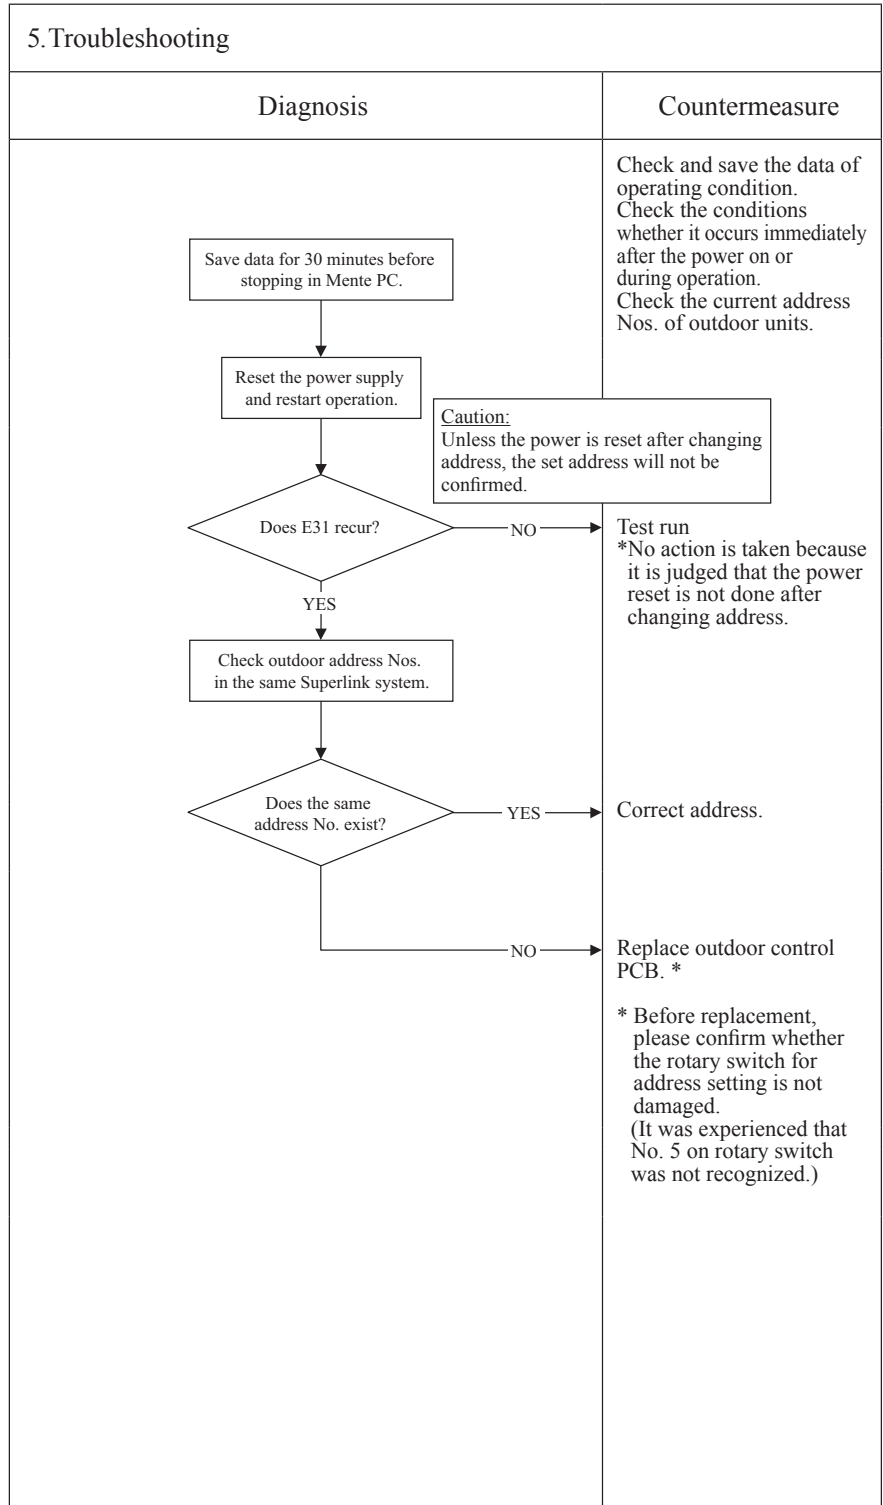 5.Troubleshooting
Diagnosis
Countermeasure
Check and save the data of
operating condition.
Check the conditions
whether it occurs immediately
after the power on or
during operation.
Check the current address
Nos. of outdoor units.
Save data for 30 minutes before
stopping in Mente PC.
Reset the power supply
and restart operation.
Caution:
Unless the power is reset after changing
address, the set address will not be
confirmed.
Does E31 recur?
NO
Test run
*No action is taken because
it is judged that the power
reset is not done after
changing address.
YES
Check outdoor address Nos.
in the same Superlink system.
Does the same
address No. exist?
YES
Correct address.
NO
Replace outdoor control
PCB. *
* Before replacement,
please confirm whether
the rotary switch for
address setting is not
damaged.
(It was experienced that
No. 5 on rotary switch
was not recognized.)